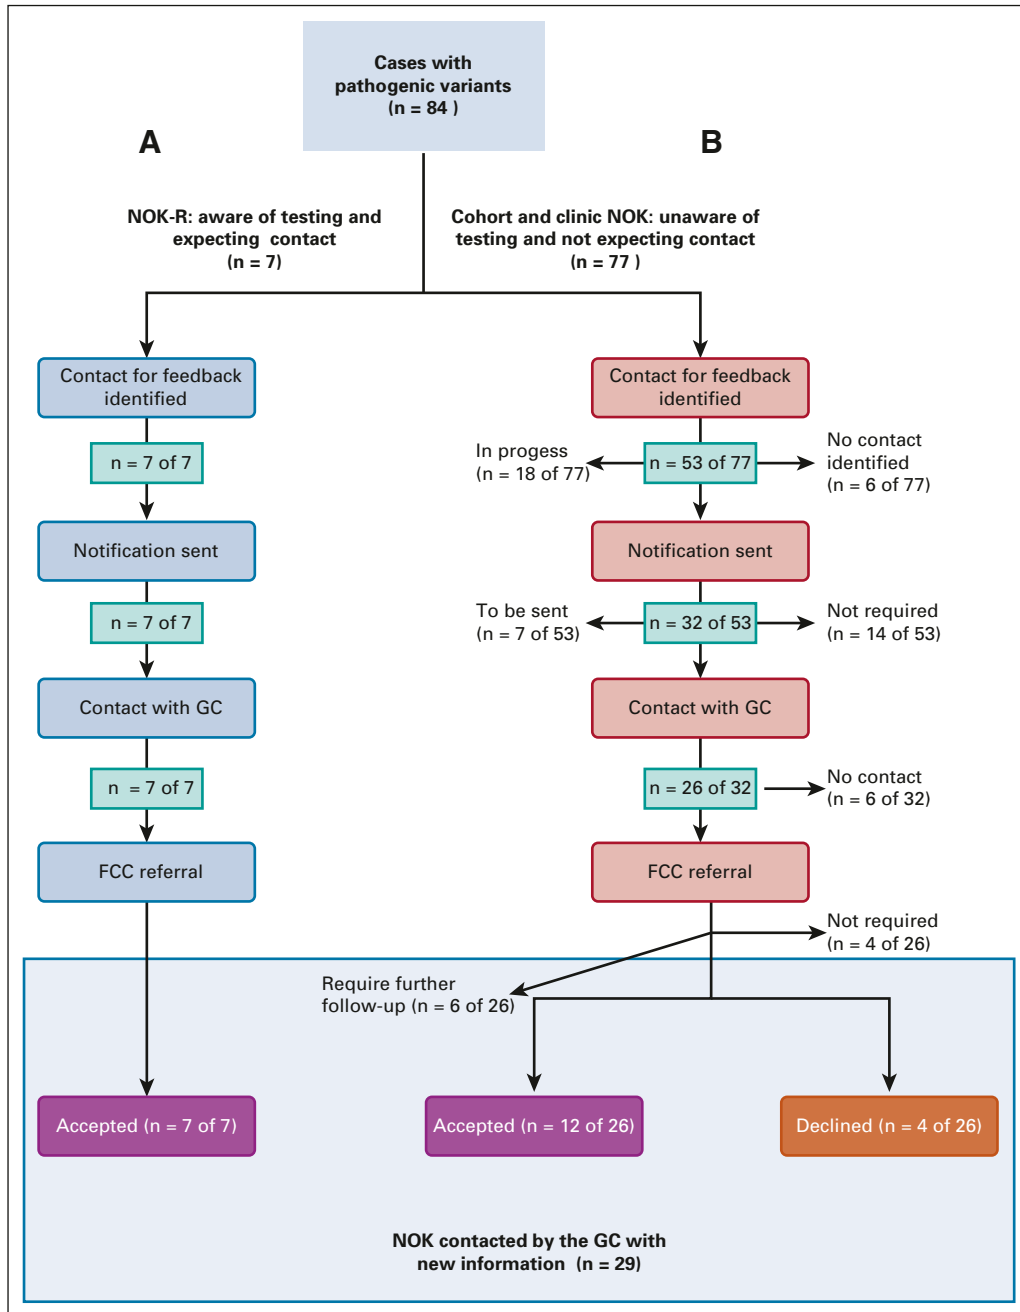 Cases with
pathogenic variants
(n = 84 )
A
B
NOK-R: aware of testing and
expecting contact
(n = 7)
Cohort and clinic NOK: unaware of
testing and not expecting contact
(n = 77 )
Contact for feedback
identified
Contact for feedback
identified
n = 7 of 7
In progess
(n = 18 of 77)
n = 53 of 77
No contact
identified
(n = 6 of 77)
Notification sent
Notification sent
n = 7 of 7
To be sent
(n = 7 of 53)
n = 32 of 53
Not required
(n = 14 of 53)
Contact with GC
Contact with GC
n = 7 of 7
n = 26 of 32
No contact
(n = 6 of 32)
FCC referral
FCC referral
Not required
(n = 4 of 26)
Require further
follow-up (n = 6 of 26)
Accepted (n = 7 of 7)
Accepted (n = 12 of 26)
Declined (n = 4 of 26)
NOK contacted by the GC with
new information (n = 29)